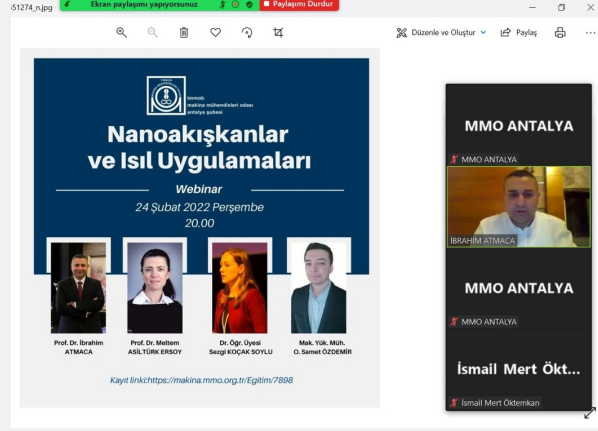 51274_n.jpg
Ekran paylaşımı yapıyorsunuz
Paylaşımı Durdur
Düzenle ve Oluştur
Paylaş
tmmob
makina mühendisleri odası
antalya şubesi
Nanoakışkanlar
ve Isıl Uygulamaları
Webinar
24 Şubat 2022 Perşembe
20.00
Prof. Dr. İbrahim
ATMACA
Prof. Dr. Meltem
ASİLTÜRK ERSOY
Dr. Öğr. Üyesi
Sezgi KOÇAK SOYLU
Mak. Yük. Müh.
O. Samet ÖZDEMİR
Kayıt linki:https://makina.mmo.org.tr/Egitim/7898
MMO ANTALYA
MMO ANTALYA
İBRAHİM ATMACA
MMO ANTALYA
MMO ANTALYA
İsmail Mert Ökt...
İsmail Mert Öktemkan